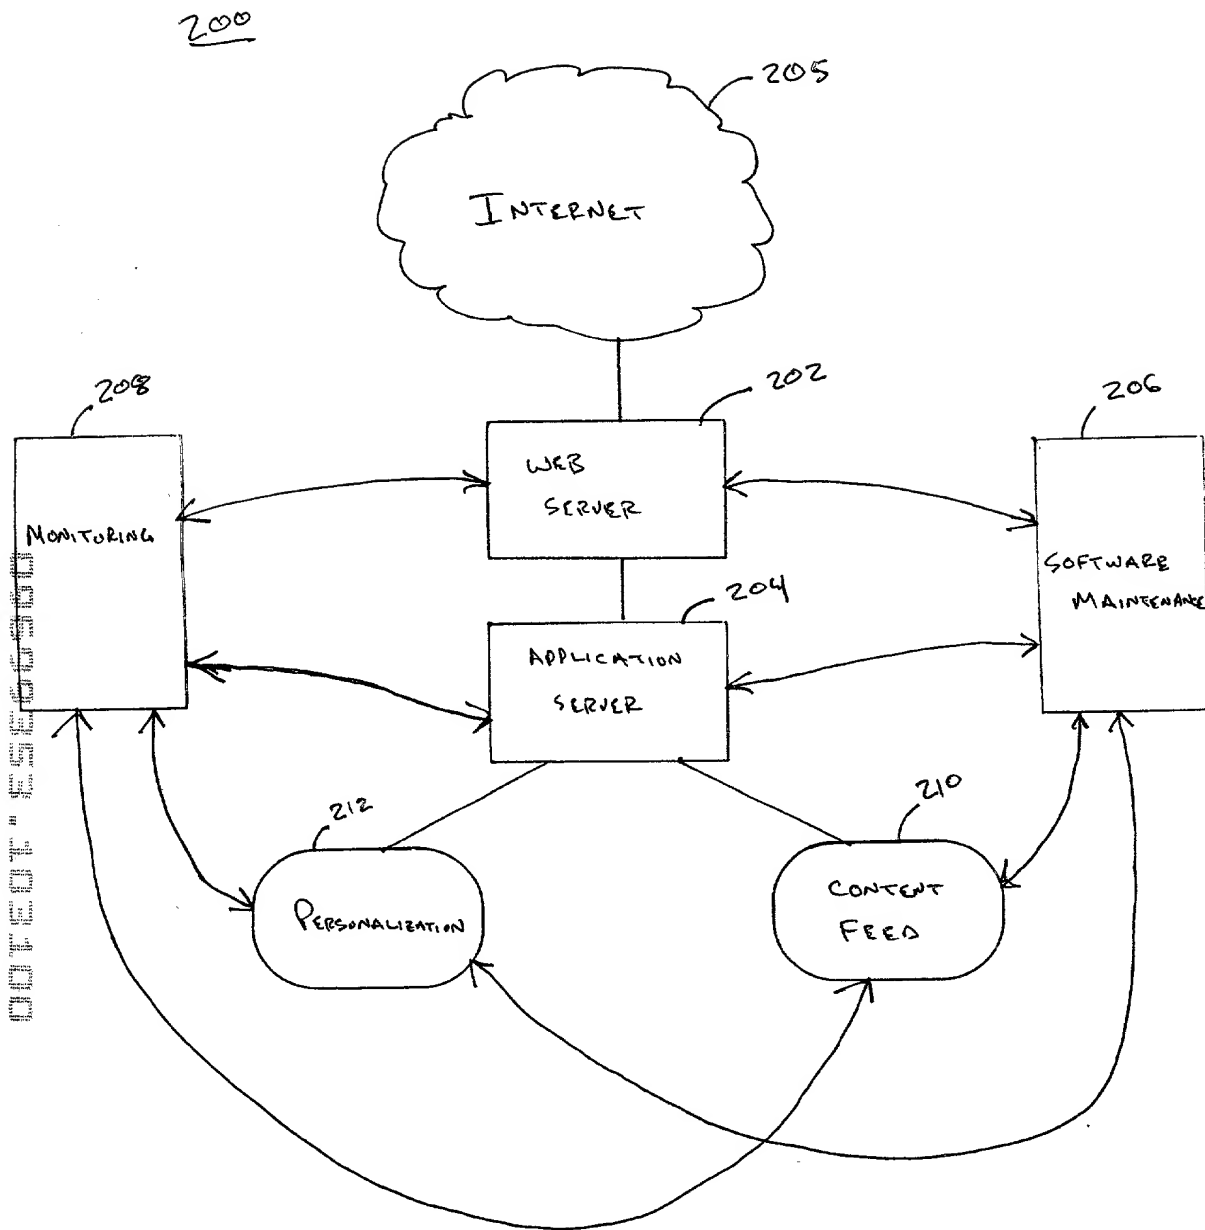 200
205
INTERNET
208
202
206
WEB
SERVER
MONITORING
SOFTWARE
MAINTENANCE
204
APPLICATION
SERVER
212
210
PERSONALIZATION
CONTENT
FEED